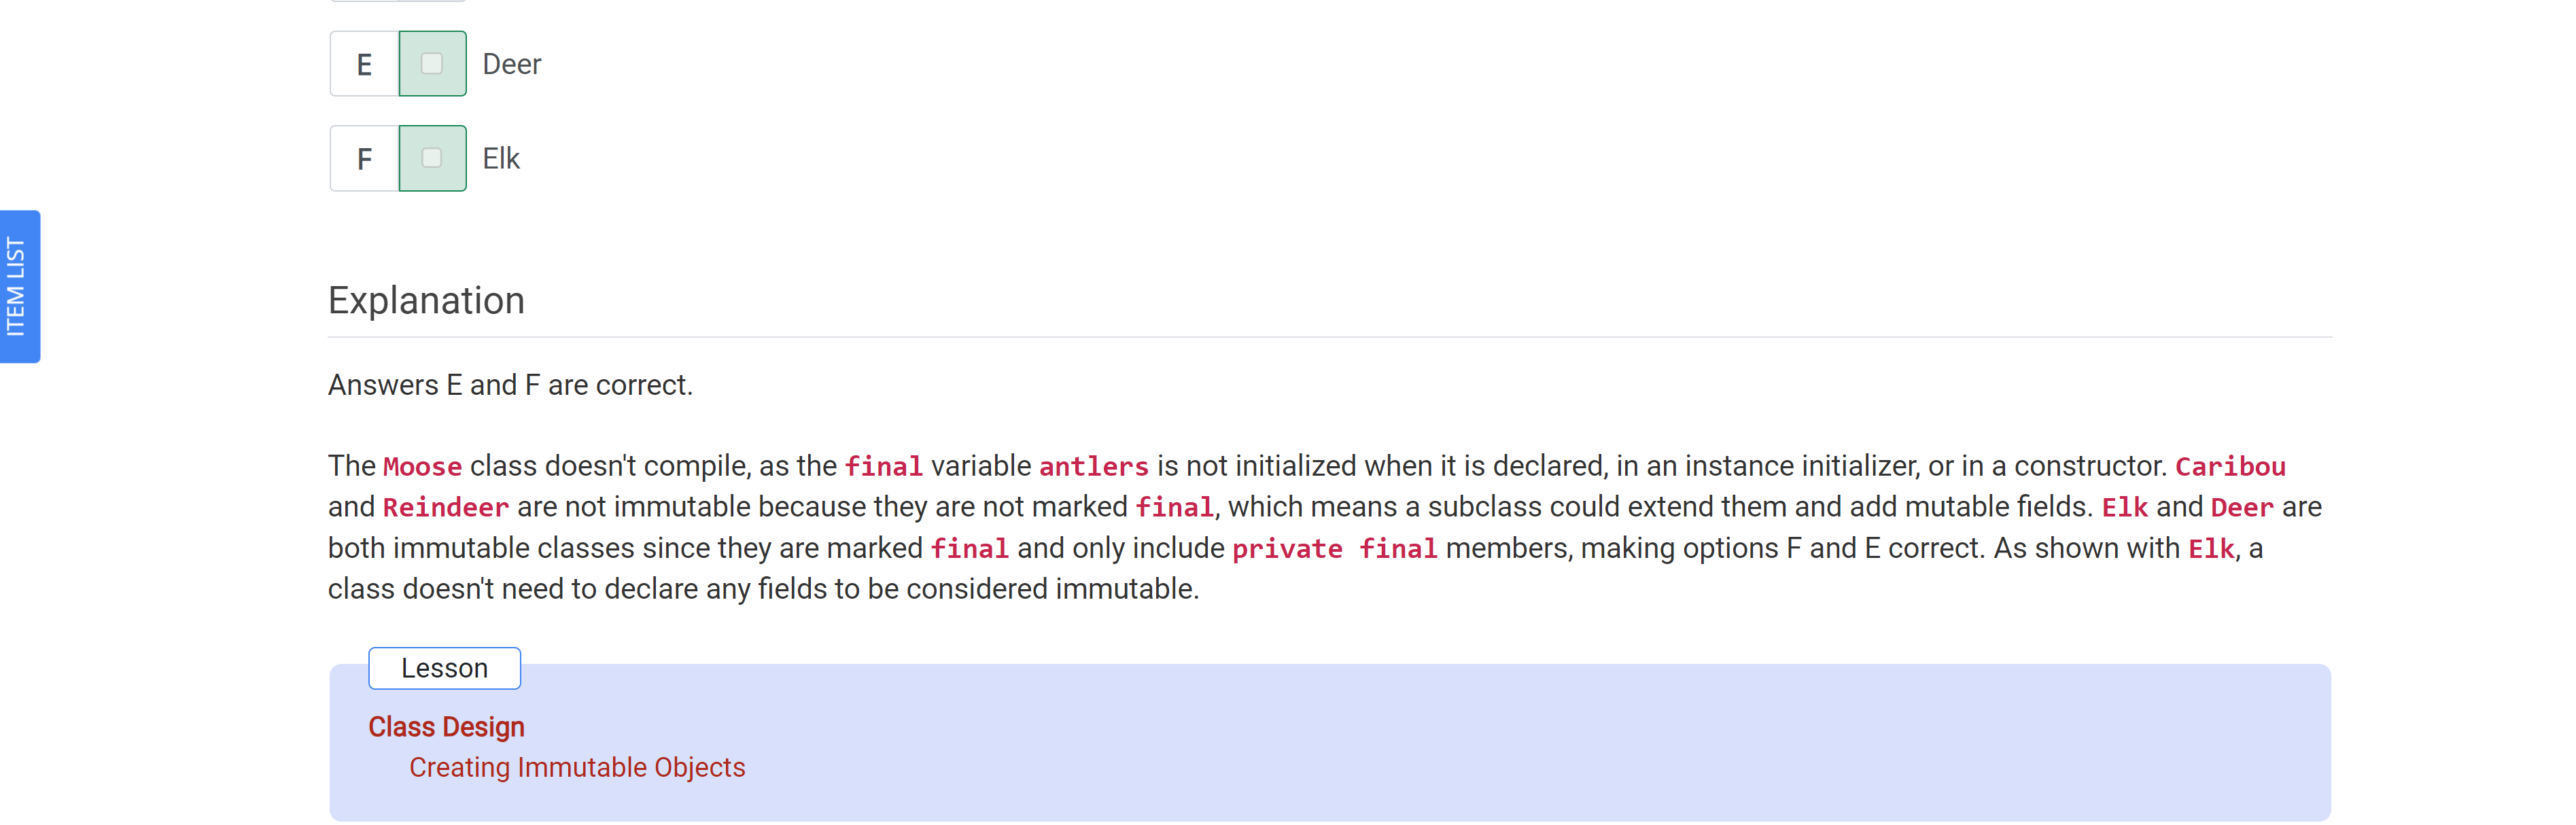 E Deer
F Elk
ITEM LIST
Explanation
Answers E and F are correct.
The Moose class doesn't compile, as the final variable antlers is not initialized when it is declared, in an instance initializer, or in a constructor. Caribou
and Reindeer are not immutable because they are not marked final, which means a subclass could extend them and add mutable fields. Elk and Deer are
both immutable classes since they are marked final and only include private final members, making options F and E correct. As shown with Elk, a
class doesn't need to declare any fields to be considered immutable.
Lesson
Class Design
Creating Immutable Objects